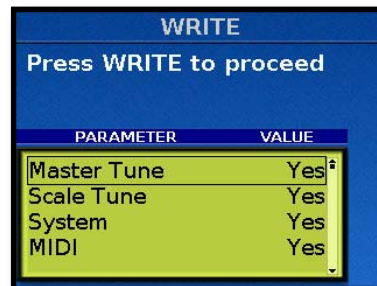 WRITE
Press WRITE to proceed
PARAMETER VALUE
Master Tune Yes
Scale Tune Yes
System Yes
MIDI Yes